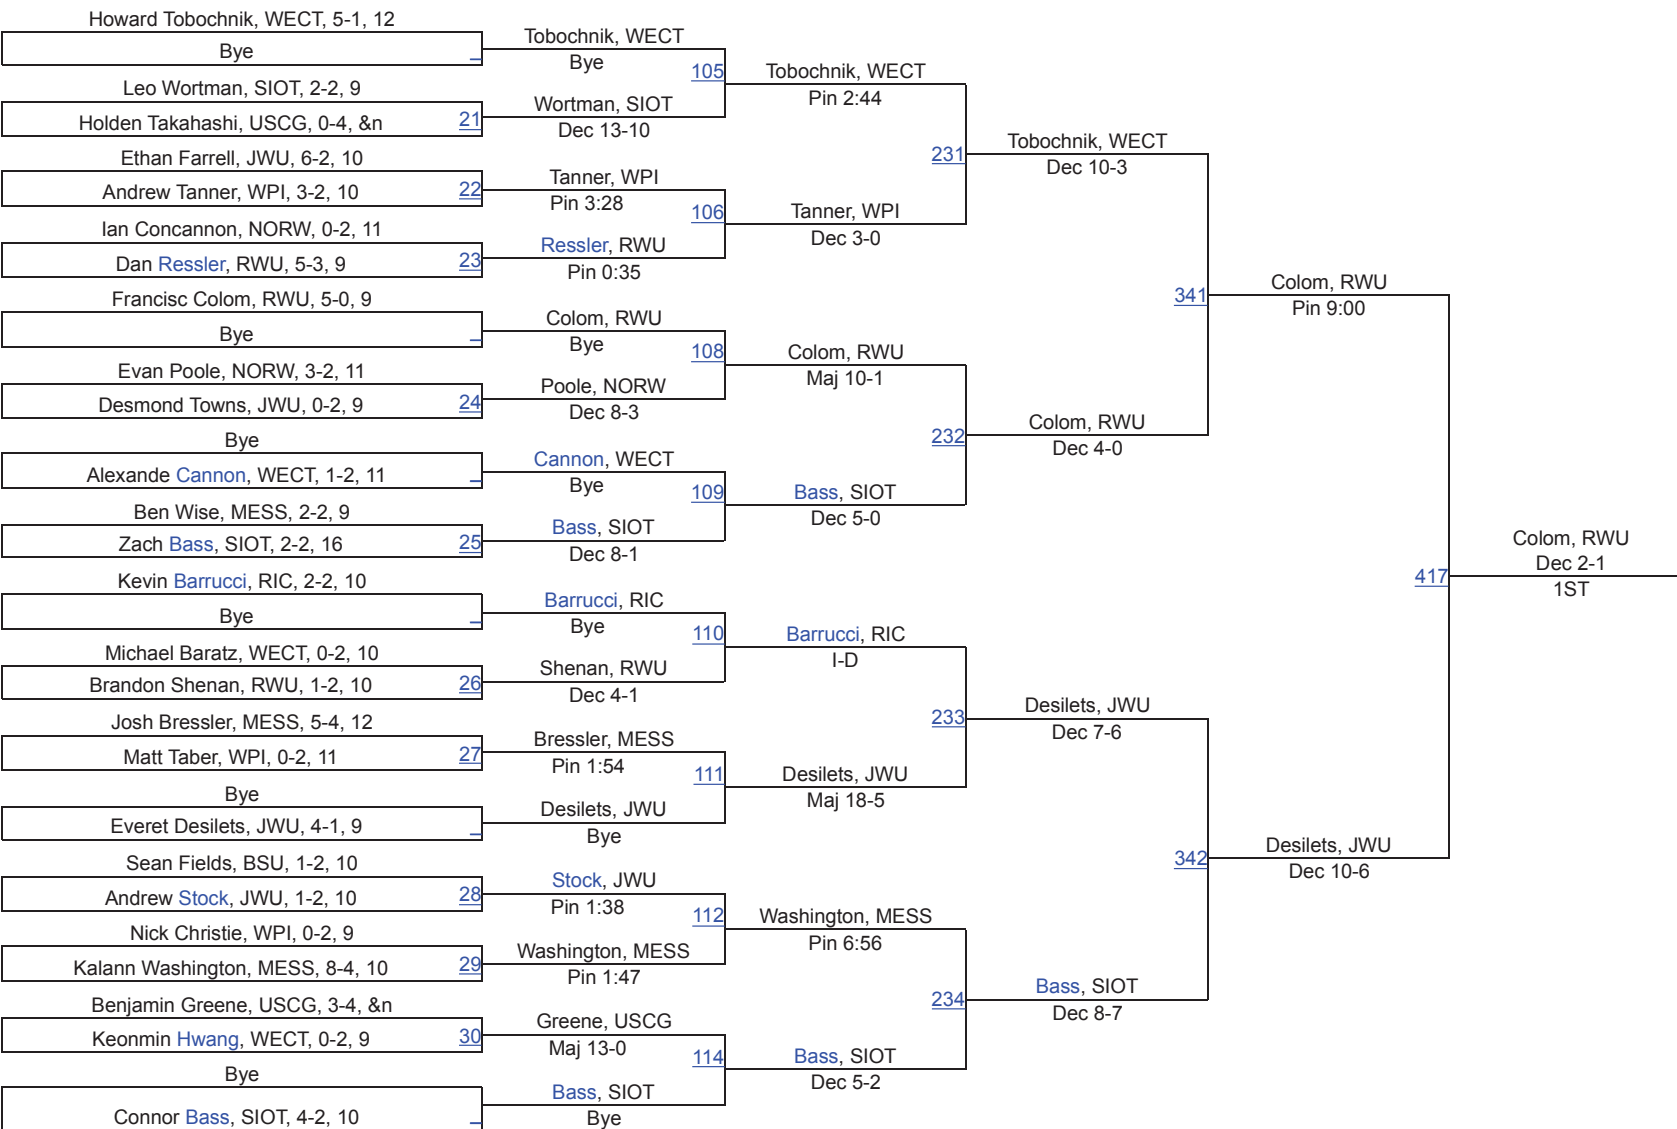 Howard Tobochnik, WECT, 5-1, 12
Bye
Leo Wortman, SIOT, 2-2, 9
Holden Takahashi, USCG, 0-4, &n
21
Ethan Farrell, JWU, 6-2, 10
Andrew Tanner, WPI, 3-2, 10
22
Ian Concannon, NORW, 0-2, 11
Dan Ressler, RWU, 5-3, 9
23
Francisc Colom, RWU, 5-0, 9
Bye
Evan Poole, NORW, 3-2, 11
Desmond Towns, JWU, 0-2, 9
24
Bye
Alexande Cannon, WECT, 1-2, 11
Ben Wise, MESS, 2-2, 9
Zach Bass, SIOT, 2-2, 16
25
Kevin Barrucci, RIC, 2-2, 10
Bye
Michael Baratz, WECT, 0-2, 10
Brandon Shenan, RWU, 1-2, 10
26
Josh Bressler, MESS, 5-4, 12
Matt Taber, WPI, 0-2, 11
27
Bye
Everet Desilets, JWU, 4-1, 9
Sean Fields, BSU, 1-2, 10
Andrew Stock, JWU, 1-2, 10
28
Nick Christie, WPI, 0-2, 9
Kalann Washington, MESS, 8-4, 10
29
Benjamin Greene, USCG, 3-4, &n
Keonmin Hwang, WECT, 0-2, 9
30
Bye
Connor Bass, SIOT, 4-2, 10
Tobochnik, WECT
Bye
105
Wortman, SIOT
Dec 13-10
Tanner, WPI
Pin 3:28
106
Ressler, RWU
Pin 0:35
Colom, RWU
Bye
108
Poole, NORW
Dec 8-3
Cannon, WECT
Bye
109
Bass, SIOT
Dec 8-1
Barrucci, RIC
Bye
110
Shenan, RWU
Dec 4-1
Bressler, MESS
Pin 1:54
111
Desilets, JWU
Bye
Stock, JWU
Pin 1:38
112
Washington, MESS
Pin 1:47
Greene, USCG
Maj 13-0
114
Bass, SIOT
Bye
Tobochnik, WECT
Pin 2:44
231
Tanner, WPI
Dec 3-0
Colom, RWU
Maj 10-1
232
Bass, SIOT
Dec 5-0
Barrucci, RIC
I-D
233
Desilets, JWU
Maj 18-5
Washington, MESS
Pin 6:56
234
Bass, SIOT
Dec 5-2
Tobochnik, WECT
Dec 10-3
341
Colom, RWU
Dec 4-0
Desilets, JWU
Dec 7-6
342
Bass, SIOT
Dec 8-7
Colom, RWU
Pin 9:00
417
Desilets, JWU
Dec 10-6
Colom, RWU
Dec 2-1
1ST